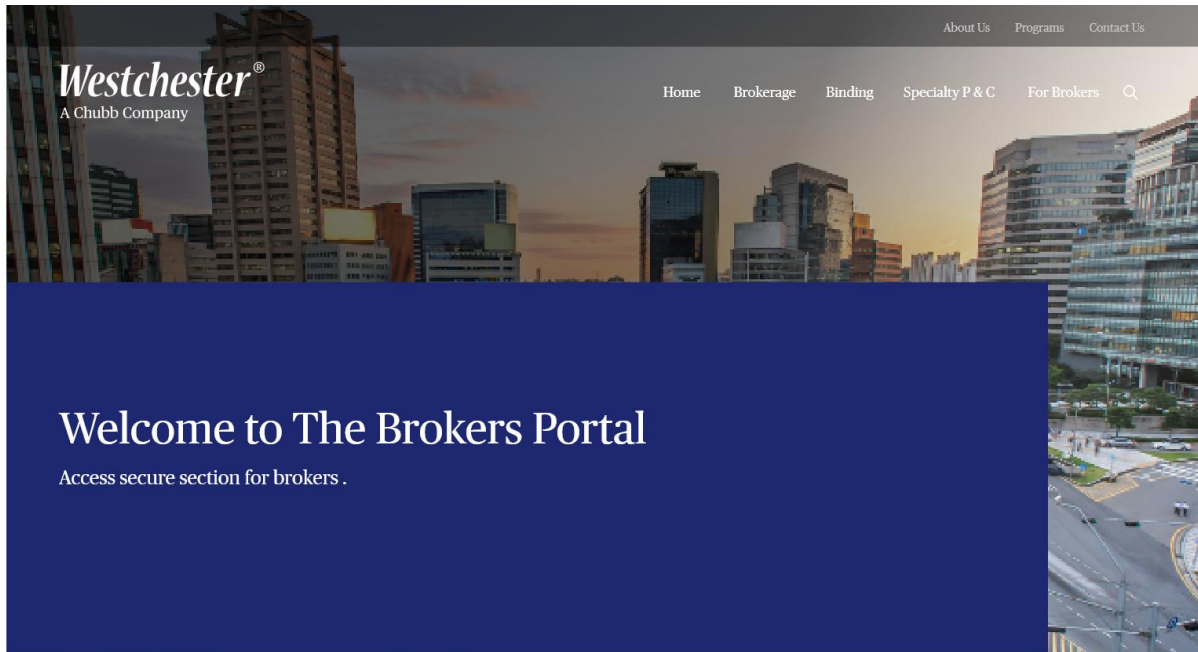 About Us Programs Contact Us
Westchester®
A Chubb Company
Home Brokerage Binding Specialty P & C For Brokers
Welcome to The Brokers Portal
Access secure section for brokers .